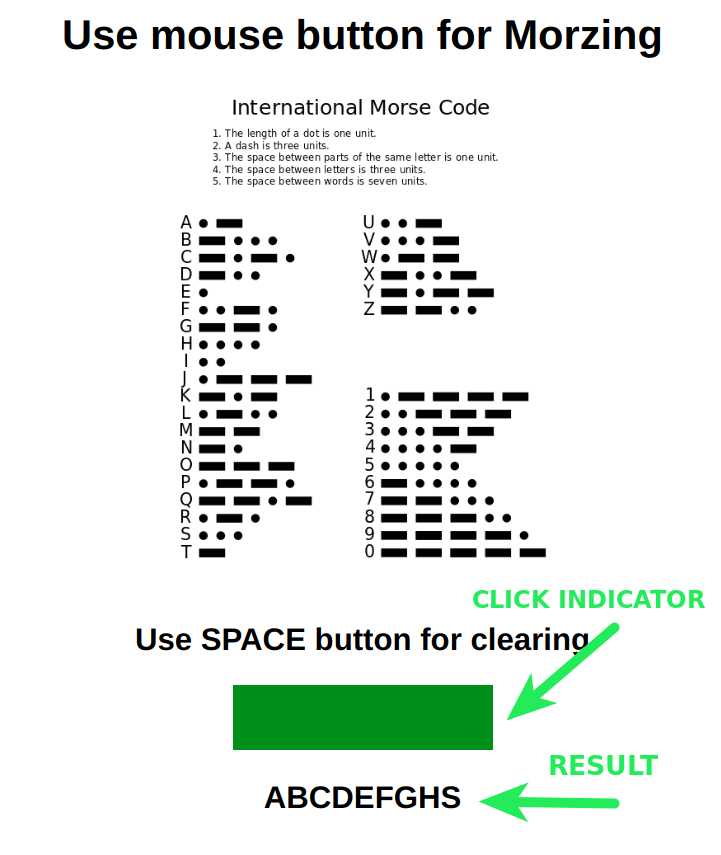 Use mouse button for Morzing
International Morse Code
1. The length of a dot is one unit.
2. A dash is three units.
3. The space between parts of the same letter is one unit.
4. The space between letters is three units.
5. The space between words is seven units.
A
B
C
D
E
F
G
H
I
J
K
L
M
N
O
P
Q
R
S
T
U
V
W
X
Y
Z
1
2
3
4
5
6
7
8
9
0
CLICK INDICATOR
Use SPACE button for clearing
RESULT
ABCDEFGHS